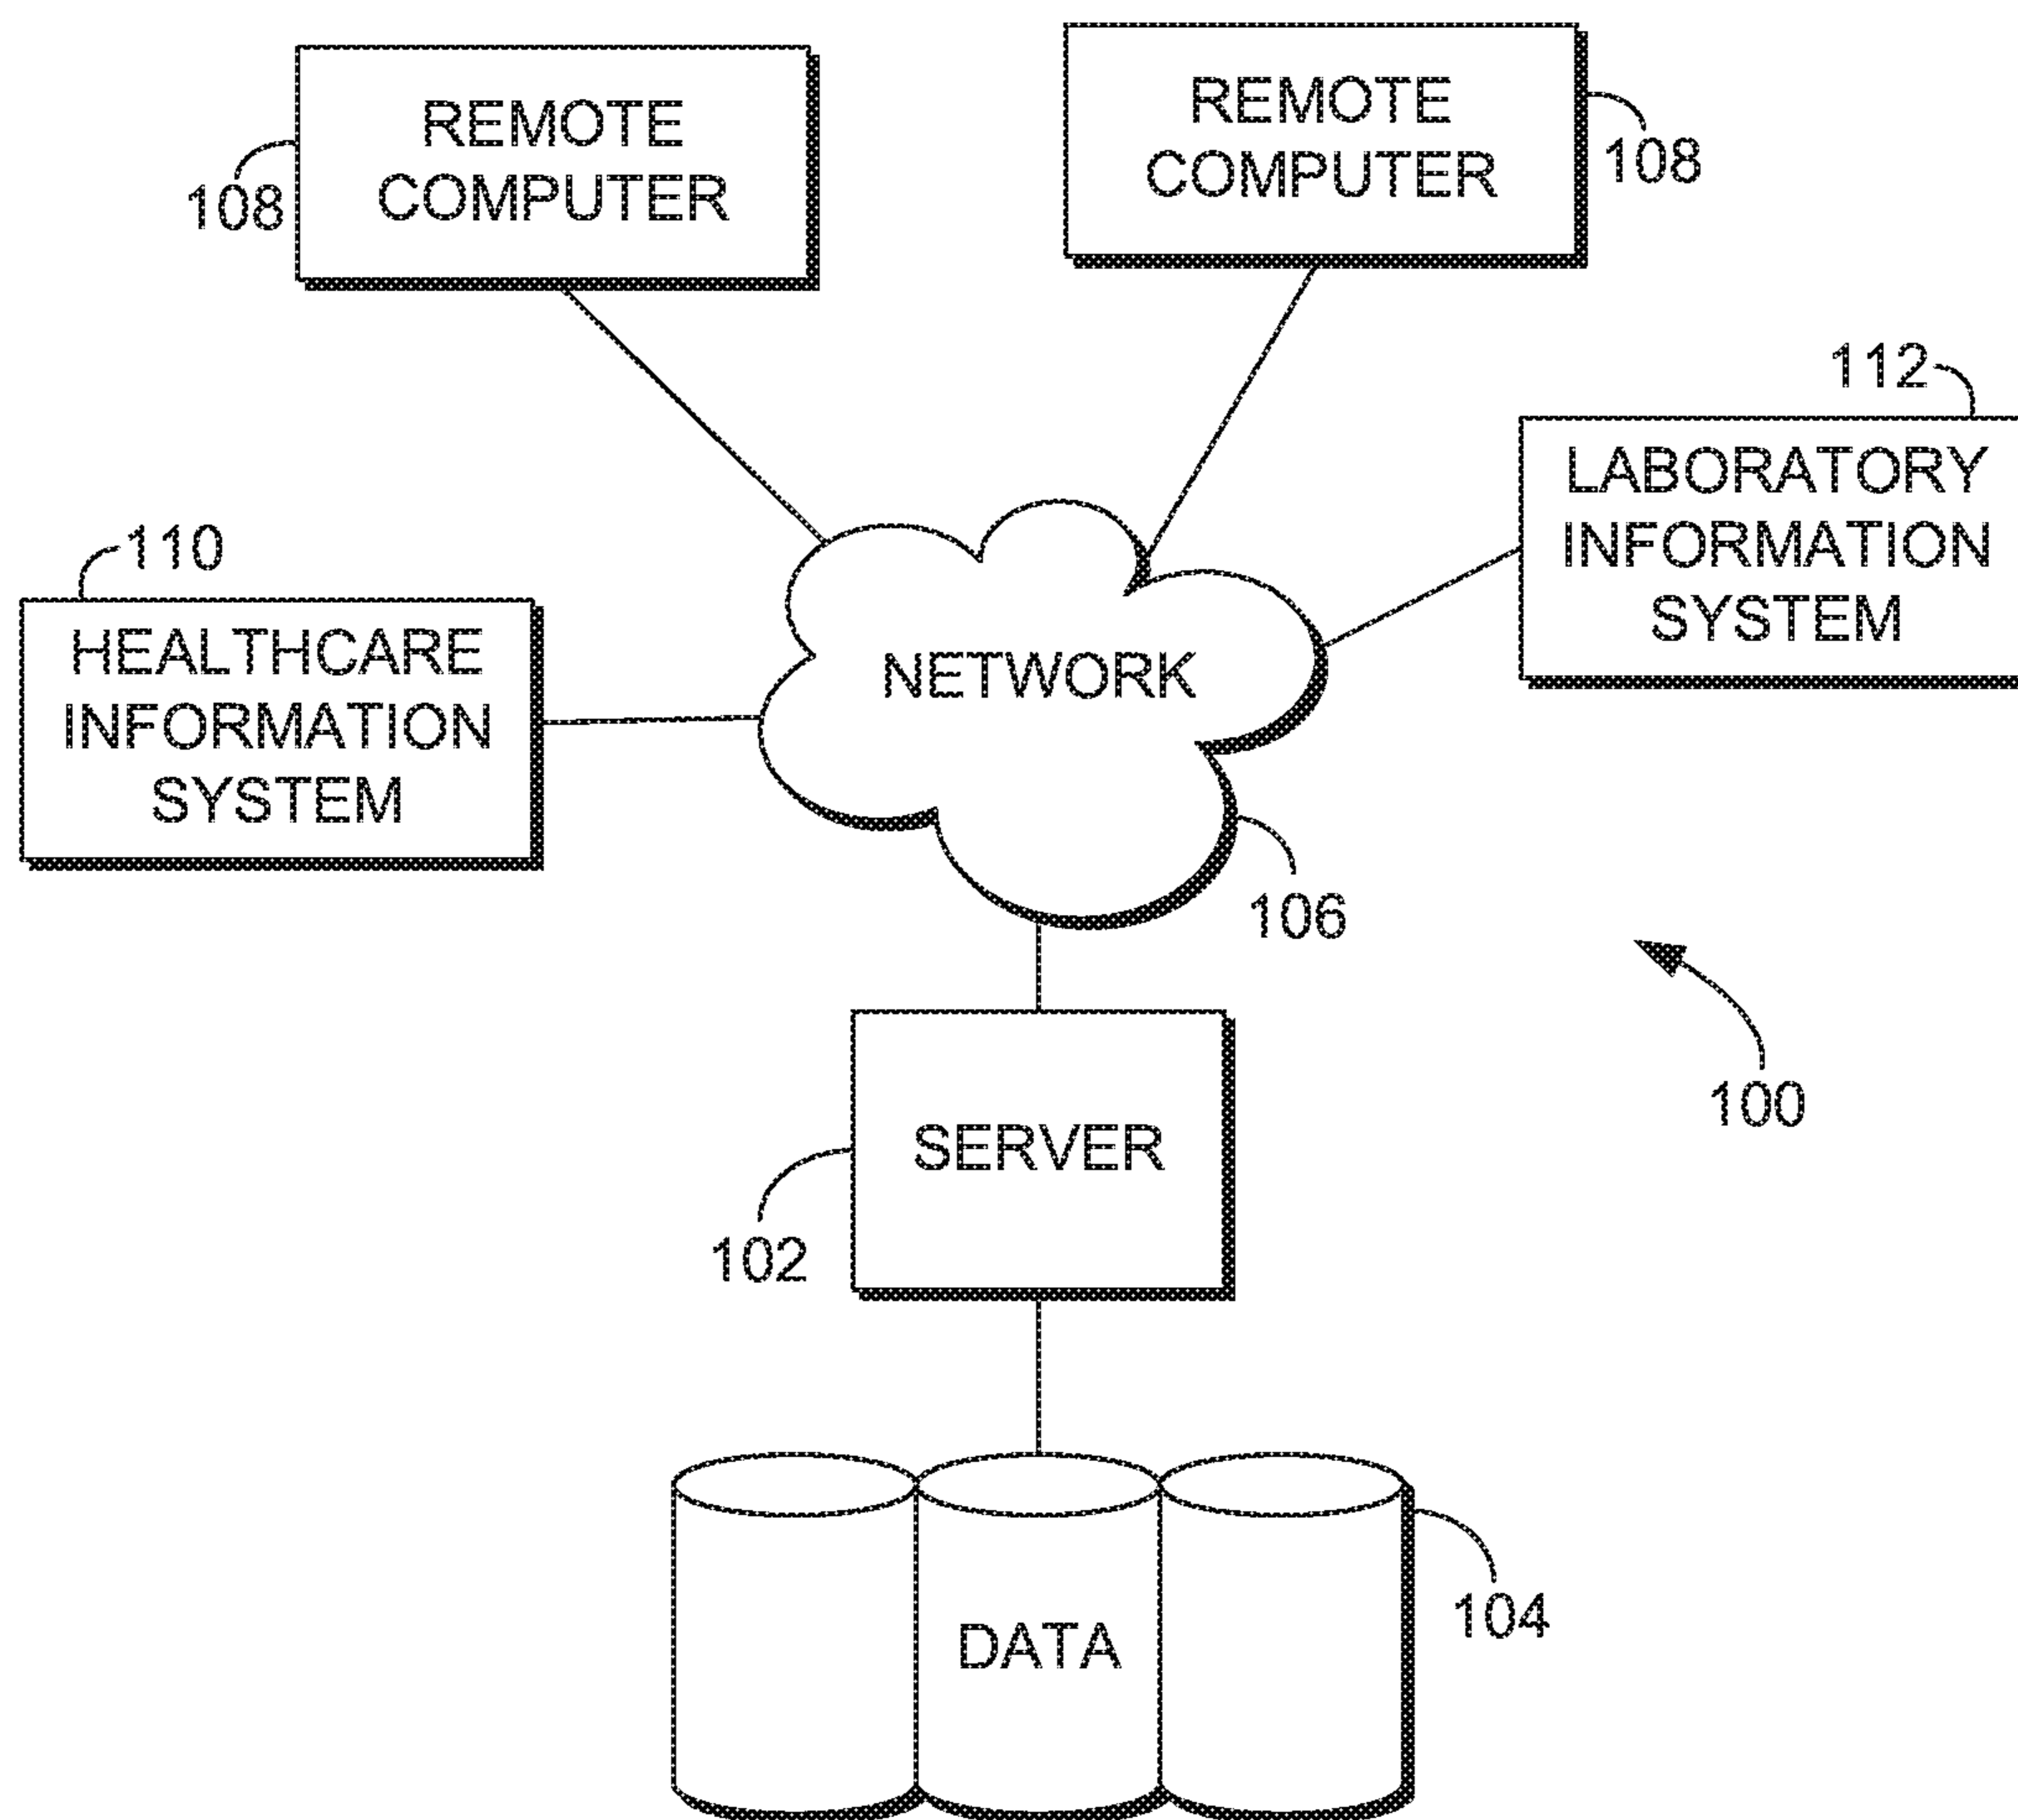 REMOTE
COMPUTER
108
REMOTE
COMPUTER
108
112
LABORATORY
INFORMATION
SYSTEM
110
HEALTHCARE
INFORMATION
SYSTEM
NETWORK
106
100
SERVER
102
DATA
104